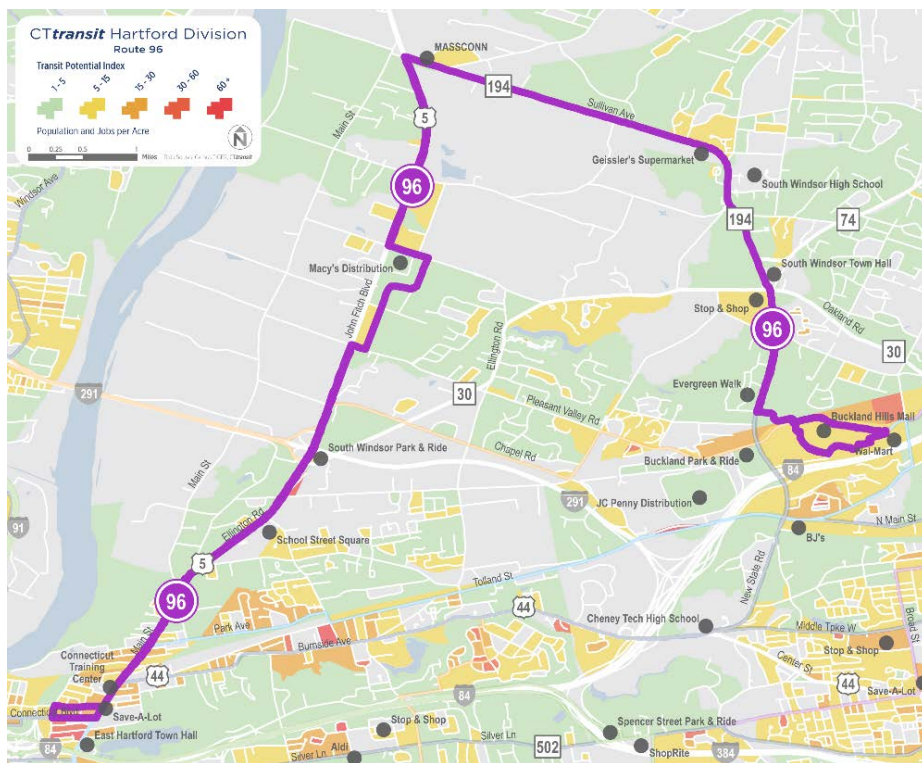 CTtransit Hartford Division
Route 96
Transit Potential Index
1 - 5
5 - 15
15 - 30
30 - 60
60 +
Population and Jobs per Acre
N
0 0.25 0.5 1
Miles
MASSCONN
194
Sullivan Ave
Main St
5
96
Geissler's Supermarket
South Windsor High School
Windsor Ave
194
74
Macy's Distribution
South Windsor Town Hall
Stop & Shop
John Fitch Blvd
Ellington Rd
96
Oakland Rd
30
291
30
Evergreen Walk
Pleasant Valley Rd
Buckland Hills Mall
Main St
South Windsor Park & Ride
Chapel Rd
Buckland Park & Ride
Wal-Mart
84
291
JC Penny Distribution
91
Ellington Rd
School Street Square
N Main St
BJ's
5
96
Tolland St
New State Rd
Main St
Park Ave
44
Burnside Ave
Cheney Tech High School
Middle Tpke W
Broad St
Stop & Shop
Center St
Connecticut
Training
Center
44
84
44
Save-A-Lot
Connecticut Blvd
Save-A-Lot
East Hartford Town Hall
84
Stop & Shop
Spencer Street Park & Ride
Aldi
Silver Ln
Silver Ln
502
ShopRite
384